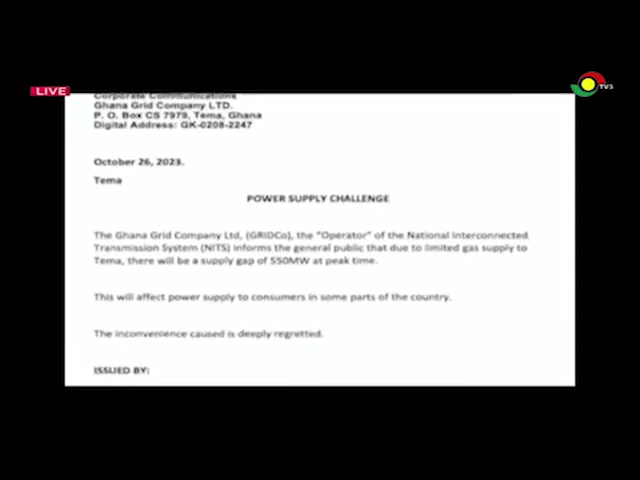 LIVE
TV3
Corporate Communications
Ghana Grid Company LTD.
P. O. Box CS 7979, Tema, Ghana
Digital Address: GK-0208-2247
October 26, 2023.
Tema
POWER SUPPLY CHALLENGE
The Ghana Grid Company Ltd, (GRIDCo), the “Operator” of the National Interconnected
Transmission System (NITS) informs the general public that due to limited gas supply to
Tema, there will be a supply gap of 550MW at peak time.
This will affect power supply to consumers in some parts of the country.
The inconvenience caused is deeply regretted.
ISSUED BY: